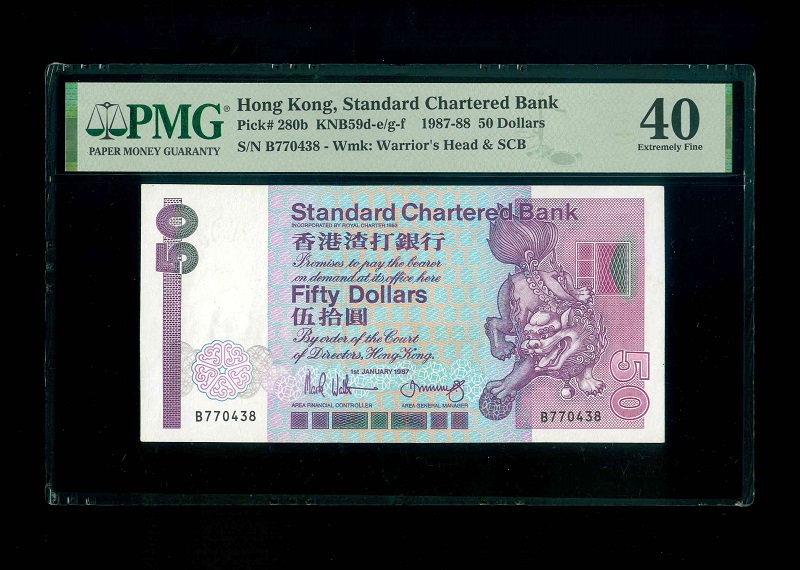 PMG®
PAPER MONEY GUARANTY
Hong Kong, Standard Chartered Bank
Pick# 280b KNB59d-e/g-f 1987-88 50 Dollars
S/N B770438 - Wmk: Warrior's Head & SCB
40
Extremely Fine
50
Standard Chartered Bank
INCORPORATED BY ROYAL CHARTER 1853
香港渣打銀行
Promises to pay the bearer
on demand at its office here
Fifty Dollars
伍拾圓
By order of the Court
of Directors, Hong Kong.
1st JANUARY 1987
AREA FINANCIAL CONTROLLER
AREA GENERAL MANAGER
B770438
B770438
50